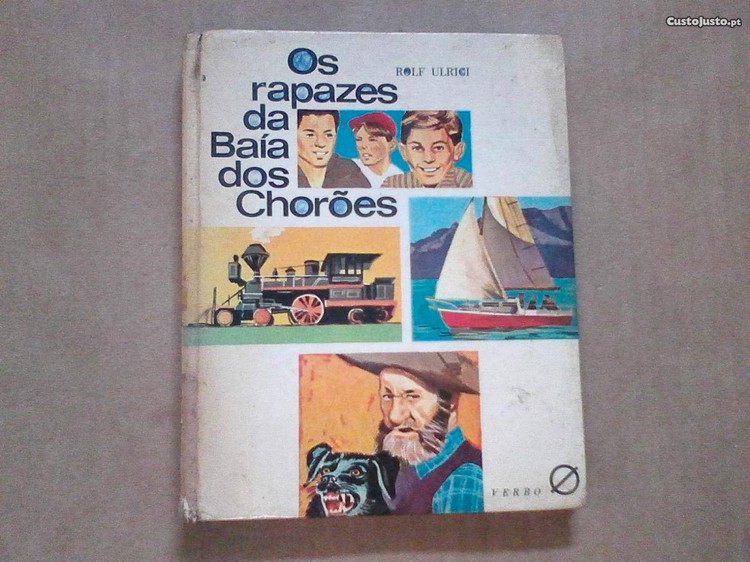 CustoJusto.pt
Os
rapazes
da
Baía
dos
Chorões
ROLF ULRICI
VERBO